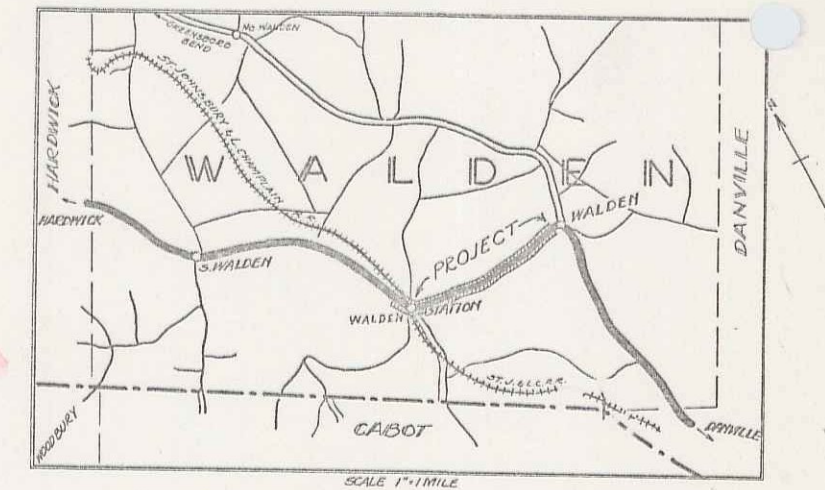 GREENSBORO
BEND
NO. WALDEN
HARDWICK
ST. JOHNSBURY & L. CHAMPLAIN R.R.
N
WALDEN
DANVILLE
HARDWICK
WALDEN
PROJECT
S. WALDEN
WALDEN STATION
ST. J. & L.C. R.R.
WOODBURY
CABOT
DANVILLE
SCALE 1"=1 MILE